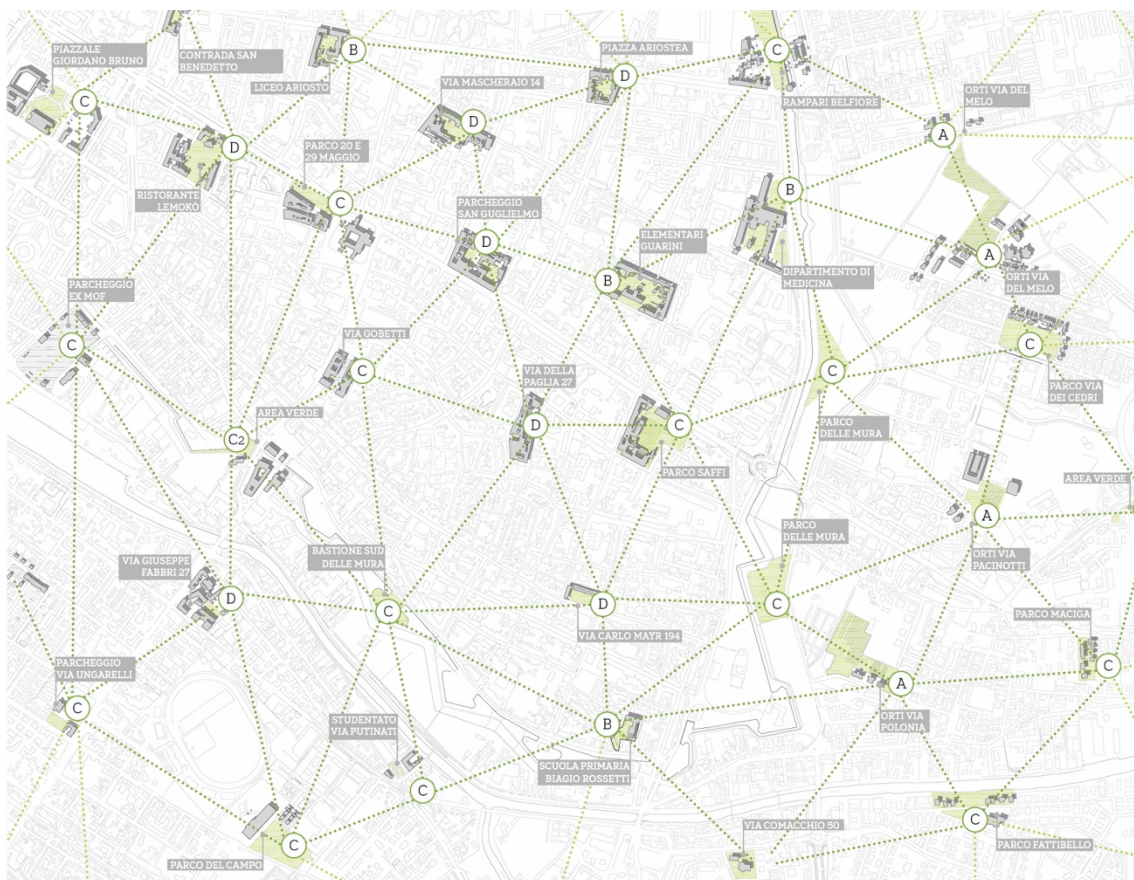 PIAZZALE
GIORDANO BRUNO
CONTRADA SAN
BENEDETTO
LICEO ARIOSTO
B
VIA MASCHERAIO 14
PIAZZA ARIOSTEA
D
C
RAMPARI BELFIORE
ORTI VIA DEL
MELO
A
C
D
D
RISTORANTE
LEMOKÒ
PARCO 20 E
29 MAGGIO
C
PARCHEGGIO
SAN GUGLIELMO
D
ELEMENTARI
GUARINI
B
B
DIPARTIMENTO DI
MEDICINA
A
ORTI VIA
DEL MELO
PARCHEGGIO
EX MOF
C
VIA GOBETTI
C
VIA DELLA
PAGLIA 27
D
C
PARCO SAFFI
C
PARCO
DELLE MURA
C
PARCO VIA
DEI CEDRI
C2
AREA VERDE
AREA VERDE
A
ORTI VIA
PACINOTTI
VIA GIUSEPPE
FABBRI 27
D
BASTIONE SUD
DELLE MURA
C
D
VIA CARLO MAYR 194
PARCO
DELLE MURA
C
PARCO MACIGA
C
PARCHEGGIO
VIA UNGARELLI
C
STUDENTATO
VIA PUTINATI
C
B
SCUOLA PRIMARIA
BIAGIO ROSSETTI
A
ORTI VIA
POLONIA
C
PARCO DEL CAMPO
VIA COMACCHIO 50
C
PARCO FATTIBELLO